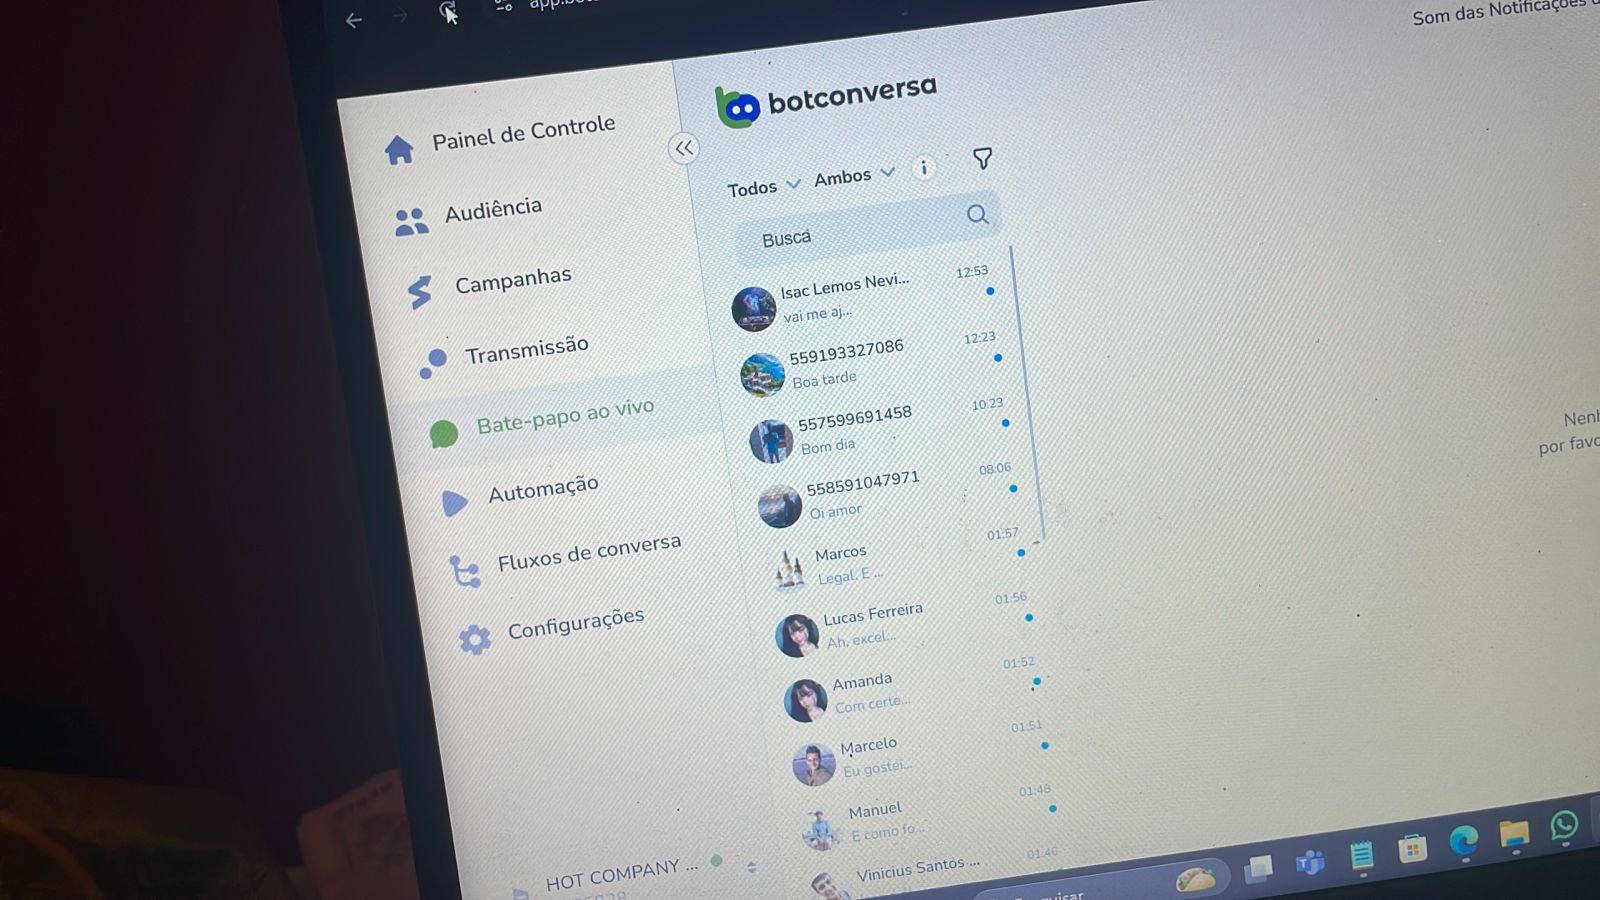 Som das Notificações
Painel de Controle
Audiência
Campanhas
Transmissão
Bate-papo ao vivo
Automação
Fluxos de conversa
Configurações
HOT COMPANY ...
botconversa
Todos Ambos
Busca
Isac Lemos Nevi... 12:53
vai me aj...
559193327086 12:23
Boa tarde
557599691458 10:23
Bom dia
558591047971 08:06
Oi amor
Marcos 01:57
Legal. E ...
Lucas Ferreira 01:56
Ah, excel...
Amanda 01:52
Com certe...
Marcelo 01:51
Eu gostei...
Manuel 01:48
E como fo...
Vinicius Santos ... 01:46
por favo